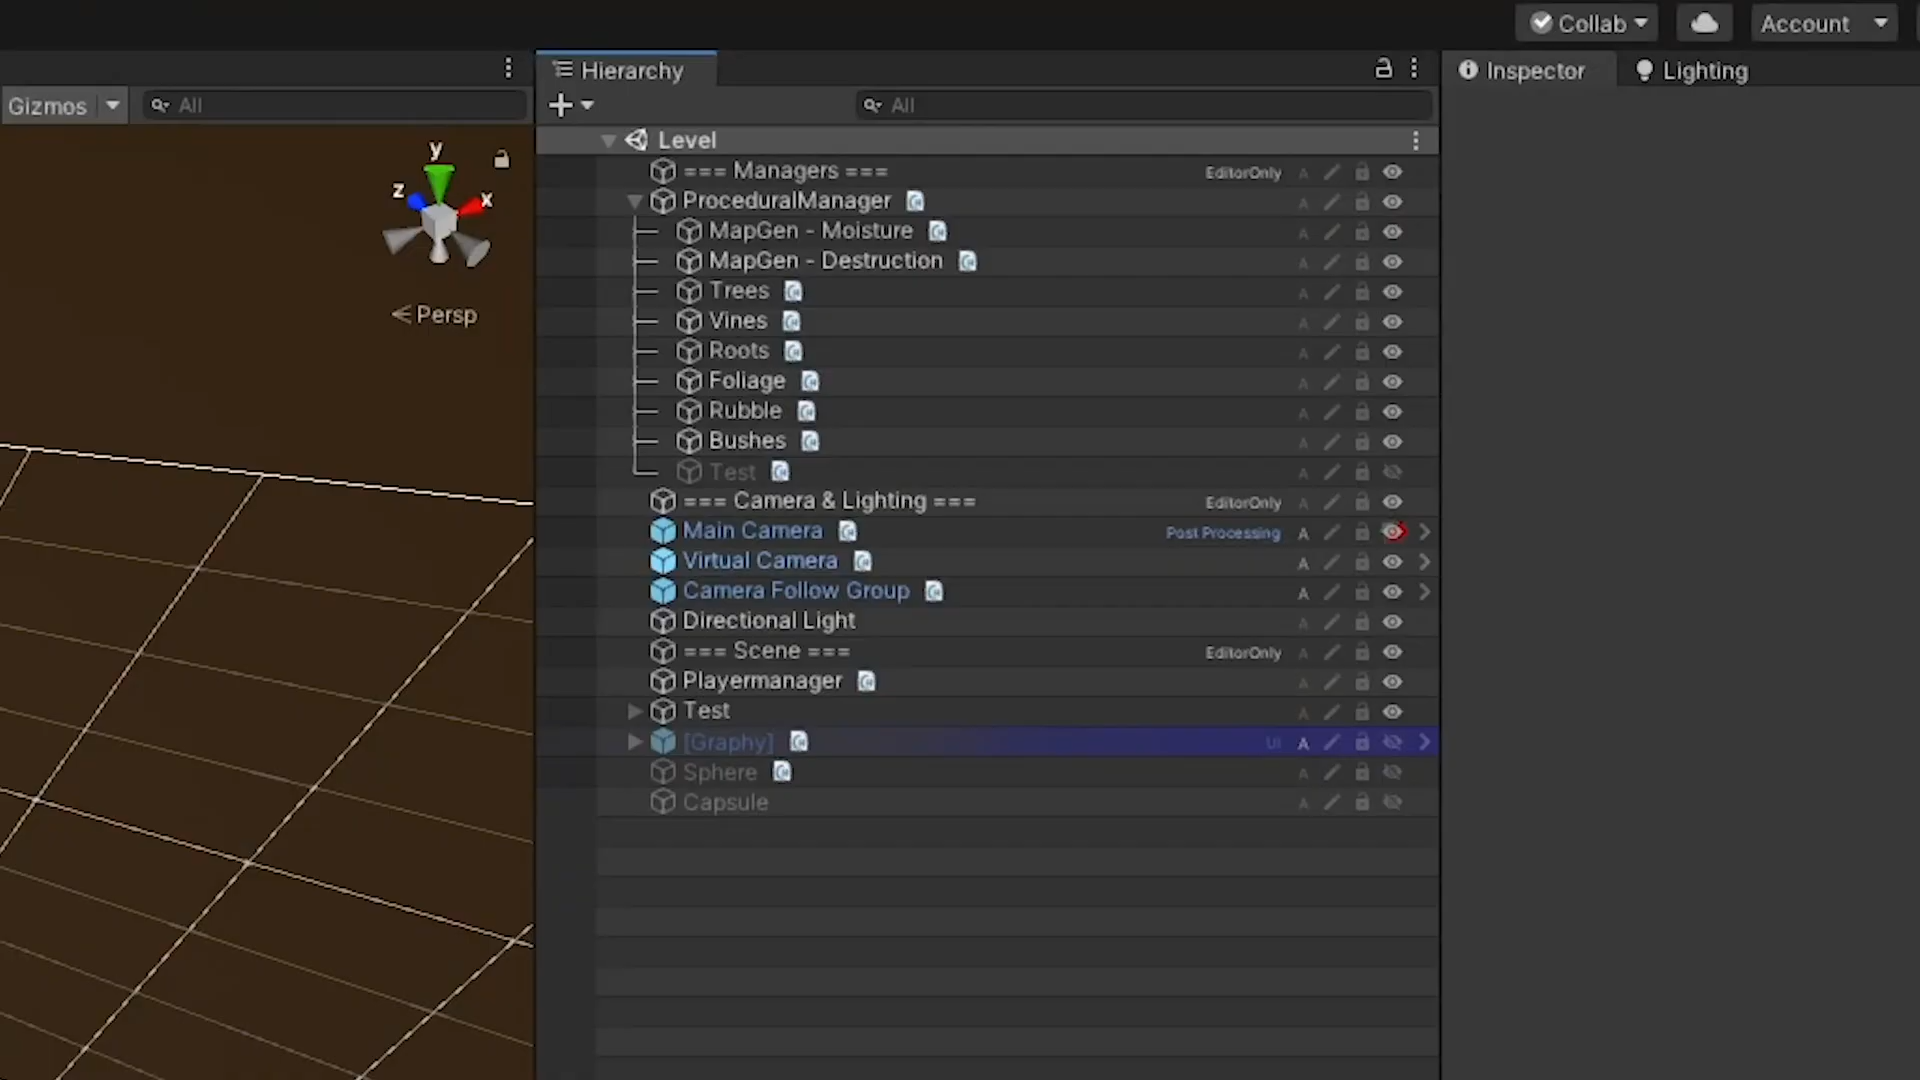 Collab
Account
Hierarchy
Inspector
Lighting
Gizmos
All
All
Level
=== Managers ===
EditorOnly
A
ProceduralManager
A
MapGen - Moisture
A
MapGen - Destruction
A
Trees
A
Vines
A
Roots
A
Foliage
A
Rubble
A
Bushes
A
Test
A
=== Camera & Lighting ===
EditorOnly
A
Main Camera
Post Processing
A
Virtual Camera
A
Camera Follow Group
A
Directional Light
A
=== Scene ===
EditorOnly
A
Playermanager
A
Test
A
[Graphy]
UI
A
Sphere
A
Capsule
A
y
z
x
Persp